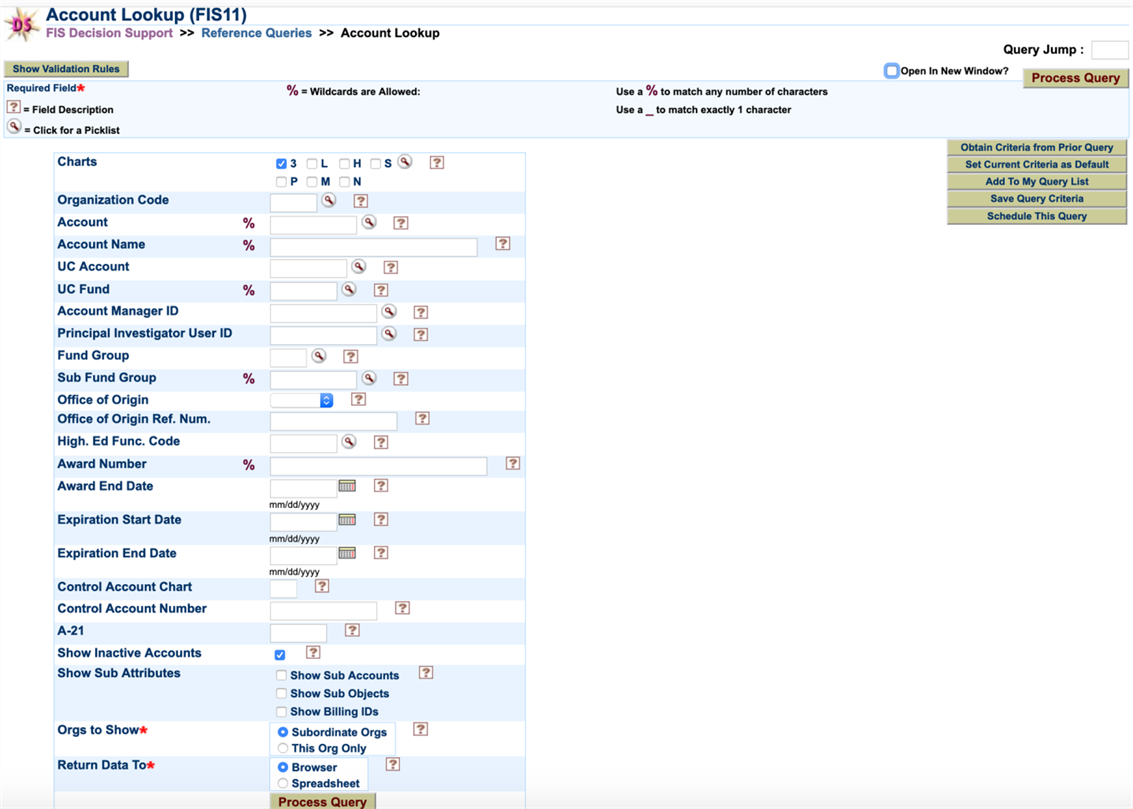 DS
Account Lookup (FIS11)
FIS Decision Support >> Reference Queries >> Account Lookup
Query Jump :
Show Validation Rules
Open In New Window?
Process Query
Required Field*
% = Wildcards are Allowed:
Use a % to match any number of characters
? = Field Description
Use a _ to match exactly 1 character
= Click for a Picklist
Obtain Criteria from Prior Query
Set Current Criteria as Default
Add To My Query List
Save Query Criteria
Schedule This Query
Charts 3 L H S ?
P M N
Organization Code ?
Account % ?
Account Name % ?
UC Account ?
UC Fund % ?
Account Manager ID ?
Principal Investigator User ID ?
Fund Group ?
Sub Fund Group % ?
Office of Origin ?
Office of Origin Ref. Num. ?
High. Ed Func. Code ?
Award Number % ?
Award End Date ?
mm/dd/yyyy
Expiration Start Date ?
mm/dd/yyyy
Expiration End Date ?
mm/dd/yyyy
Control Account Chart ?
Control Account Number ?
A-21 ?
Show Inactive Accounts ?
Show Sub Attributes Show Sub Accounts ?
Show Sub Objects
Show Billing IDs
Orgs to Show* Subordinate Orgs ?
This Org Only
Return Data To* Browser ?
Spreadsheet
Process Query